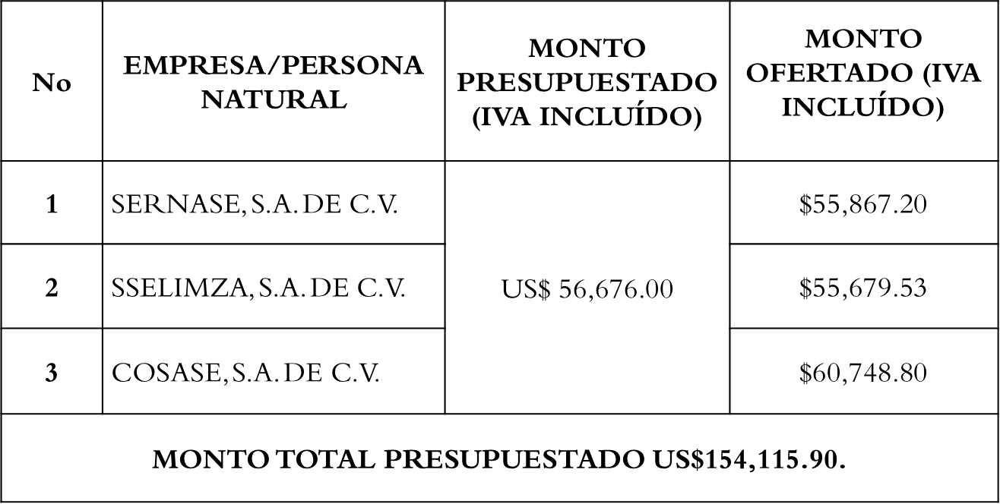 No
EMPRESA/PERSONA
NATURAL
MONTO
PRESUPUESTADO
(IVA INCLUÍDO)
MONTO
OFERTADO (IVA
INCLUÍDO)
1
SERNASE, S.A. DE C.V.
US$ 56,676.00
$55,867.20
2
SSELIMZA, S.A. DE C.V.
$55,679.53
3
COSASE, S.A. DE C.V.
$60,748.80
MONTO TOTAL PRESUPUESTADO US$154,115.90.